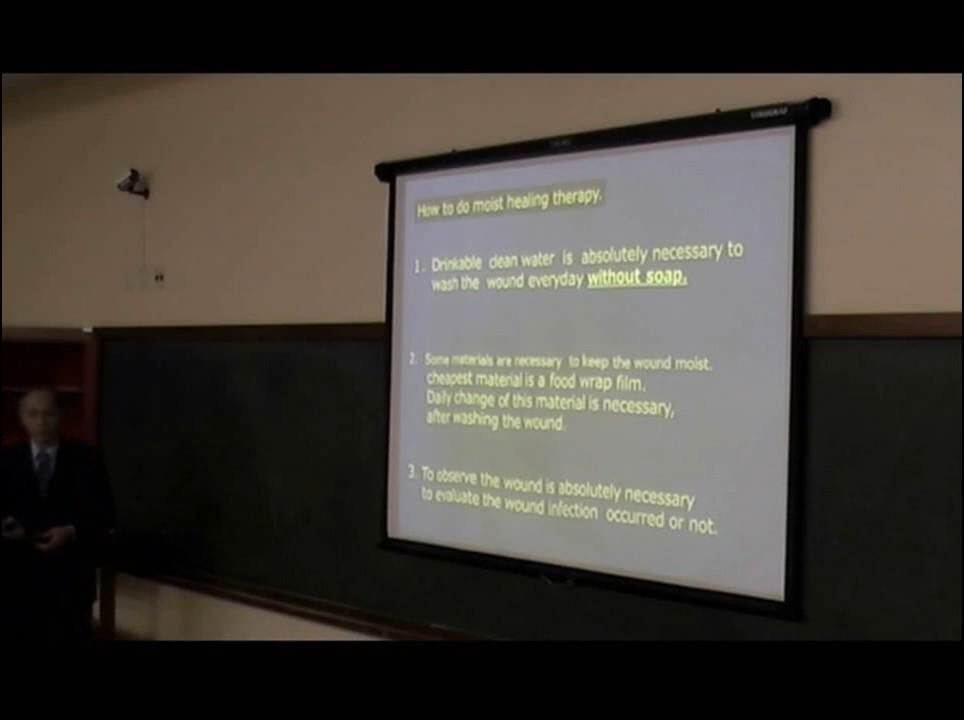 How to do moist healing therapy.
1. Drinkable clean water is absolutely necessary to
wash the wound everyday without soap.
2. Some materials are necessary to keep the wound moist.
cheapest material is a food wrap film.
Daily change of this material is necessary,
after washing the wound.
3. To observe the wound is absolutely necessary
to evaluate the wound infection occurred or not.